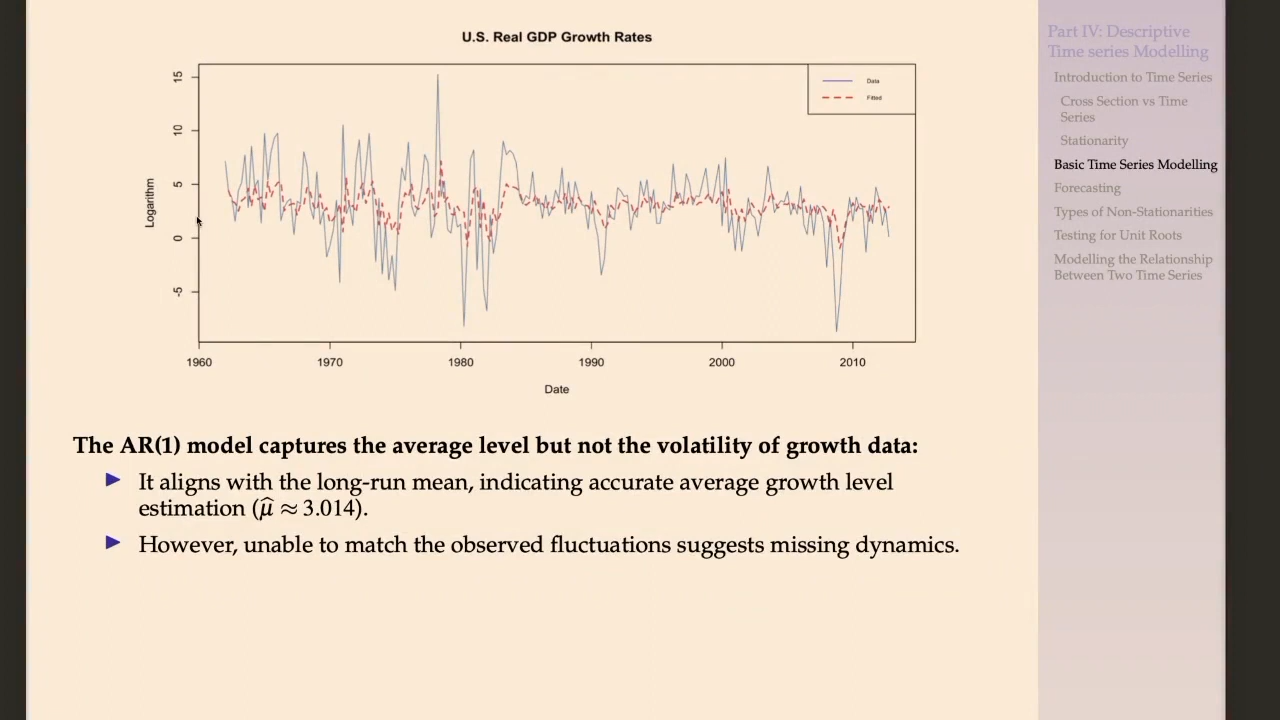 U.S. Real GDP Growth Rates
15
10
5
0
-5
Logarithm
Data
Fitted
1960 1970 1980 1990 2000 2010
Date
The AR(1) model captures the average level but not the volatility of growth data:
It aligns with the long-run mean, indicating accurate average growth level
estimation (μ̂ ≈ 3.014).
However, unable to match the observed fluctuations suggests missing dynamics.
Part IV: Descriptive
Time series Modelling
Introduction to Time Series
Cross Section vs Time
Series
Stationarity
Basic Time Series Modelling
Forecasting
Types of Non-Stationarities
Testing for Unit Roots
Modelling the Relationship
Between Two Time Series